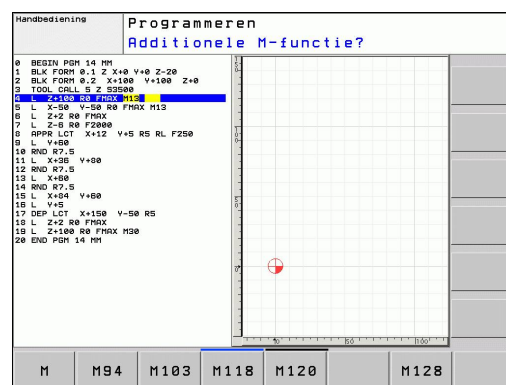 Handbediening
Programmeren
Additionele M-functie?
0 BEGIN PGM 14 MM
1 BLK FORM 0.1 Z X+0 Y+0 Z-20
2 BLK FORM 0.2 X+100 Y+100 Z+0
3 TOOL CALL 5 Z S3500
4 L Z+100 R0 FMAX M13
5 L X-50 Y-50 R0 FMAX M13
6 L Z+2 R0 FMAX
7 L Z-6 R0 F2000
8 APPR LCT X+12 Y+5 R5 RL F250
9 L Y+60
10 RND R7.5
11 L X+36 Y+80
12 RND R7.5
13 L X+60
14 RND R7.5
15 L X+84 Y+60
16 L Y+5
17 DEP LCT X+150 Y-50 R5
18 L Z+2 R0 FMAX
19 L Z+100 R0 FMAX M30
20 END PGM 14 MM
50
100
M M94 M103 M118 M120 M128